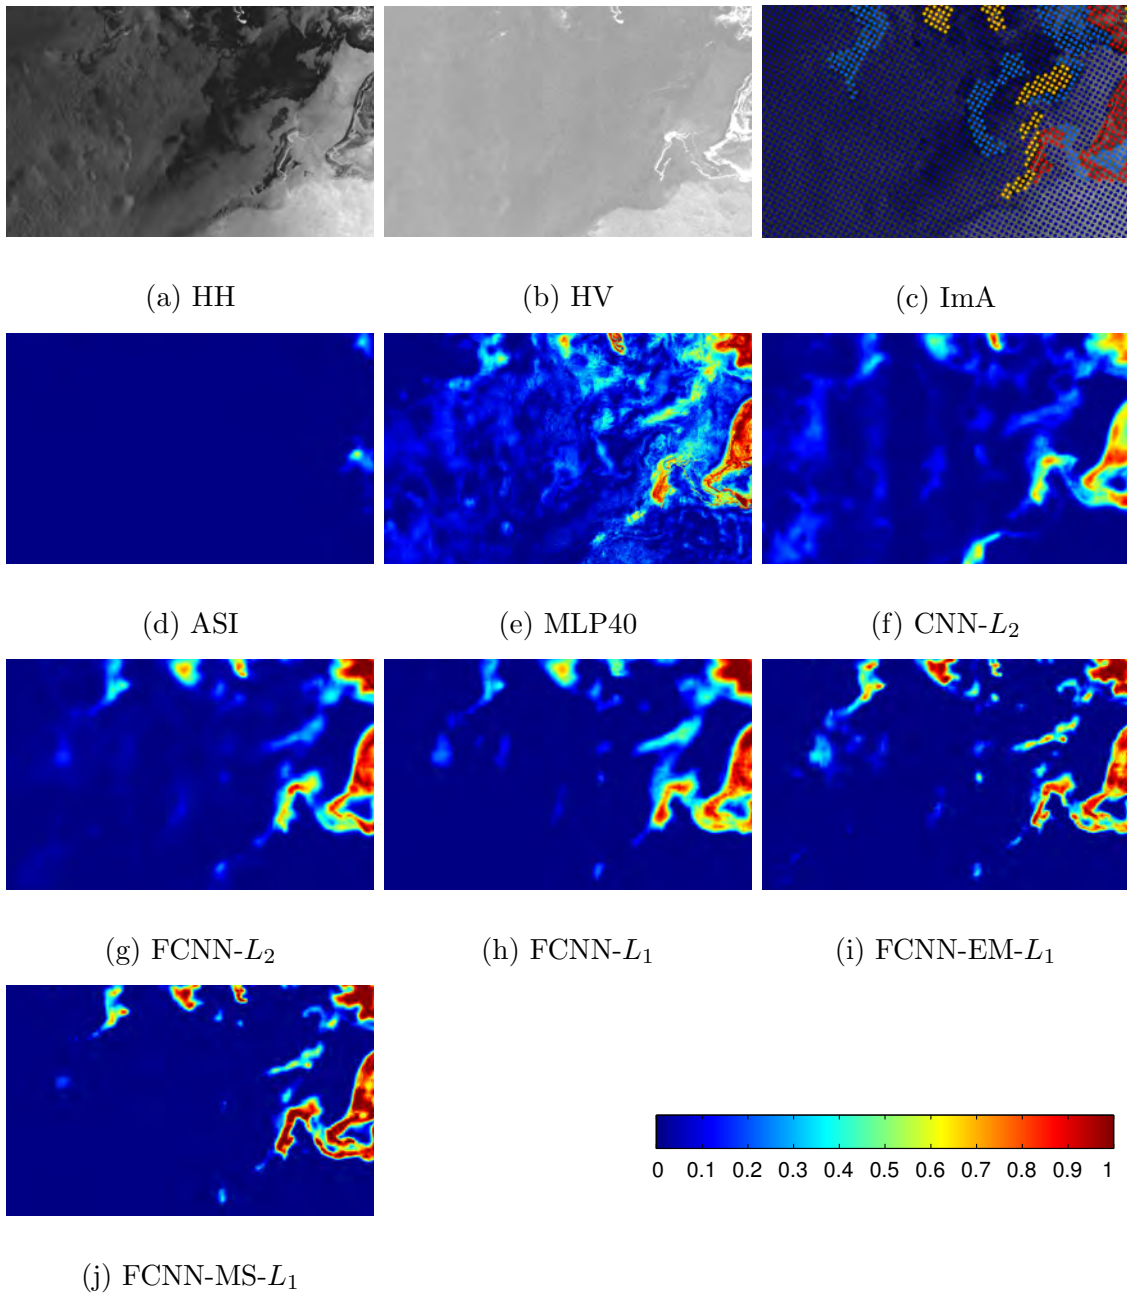 (a) HH
(b) HV
(c) ImA
(d) ASI
(e) MLP40
(f) CNN-L₂
(g) FCNN-L₂
(h) FCNN-L₁
(i) FCNN-EM-L₁
0 0.1 0.2 0.3 0.4 0.5 0.6 0.7 0.8 0.9 1
(j) FCNN-MS-L₁